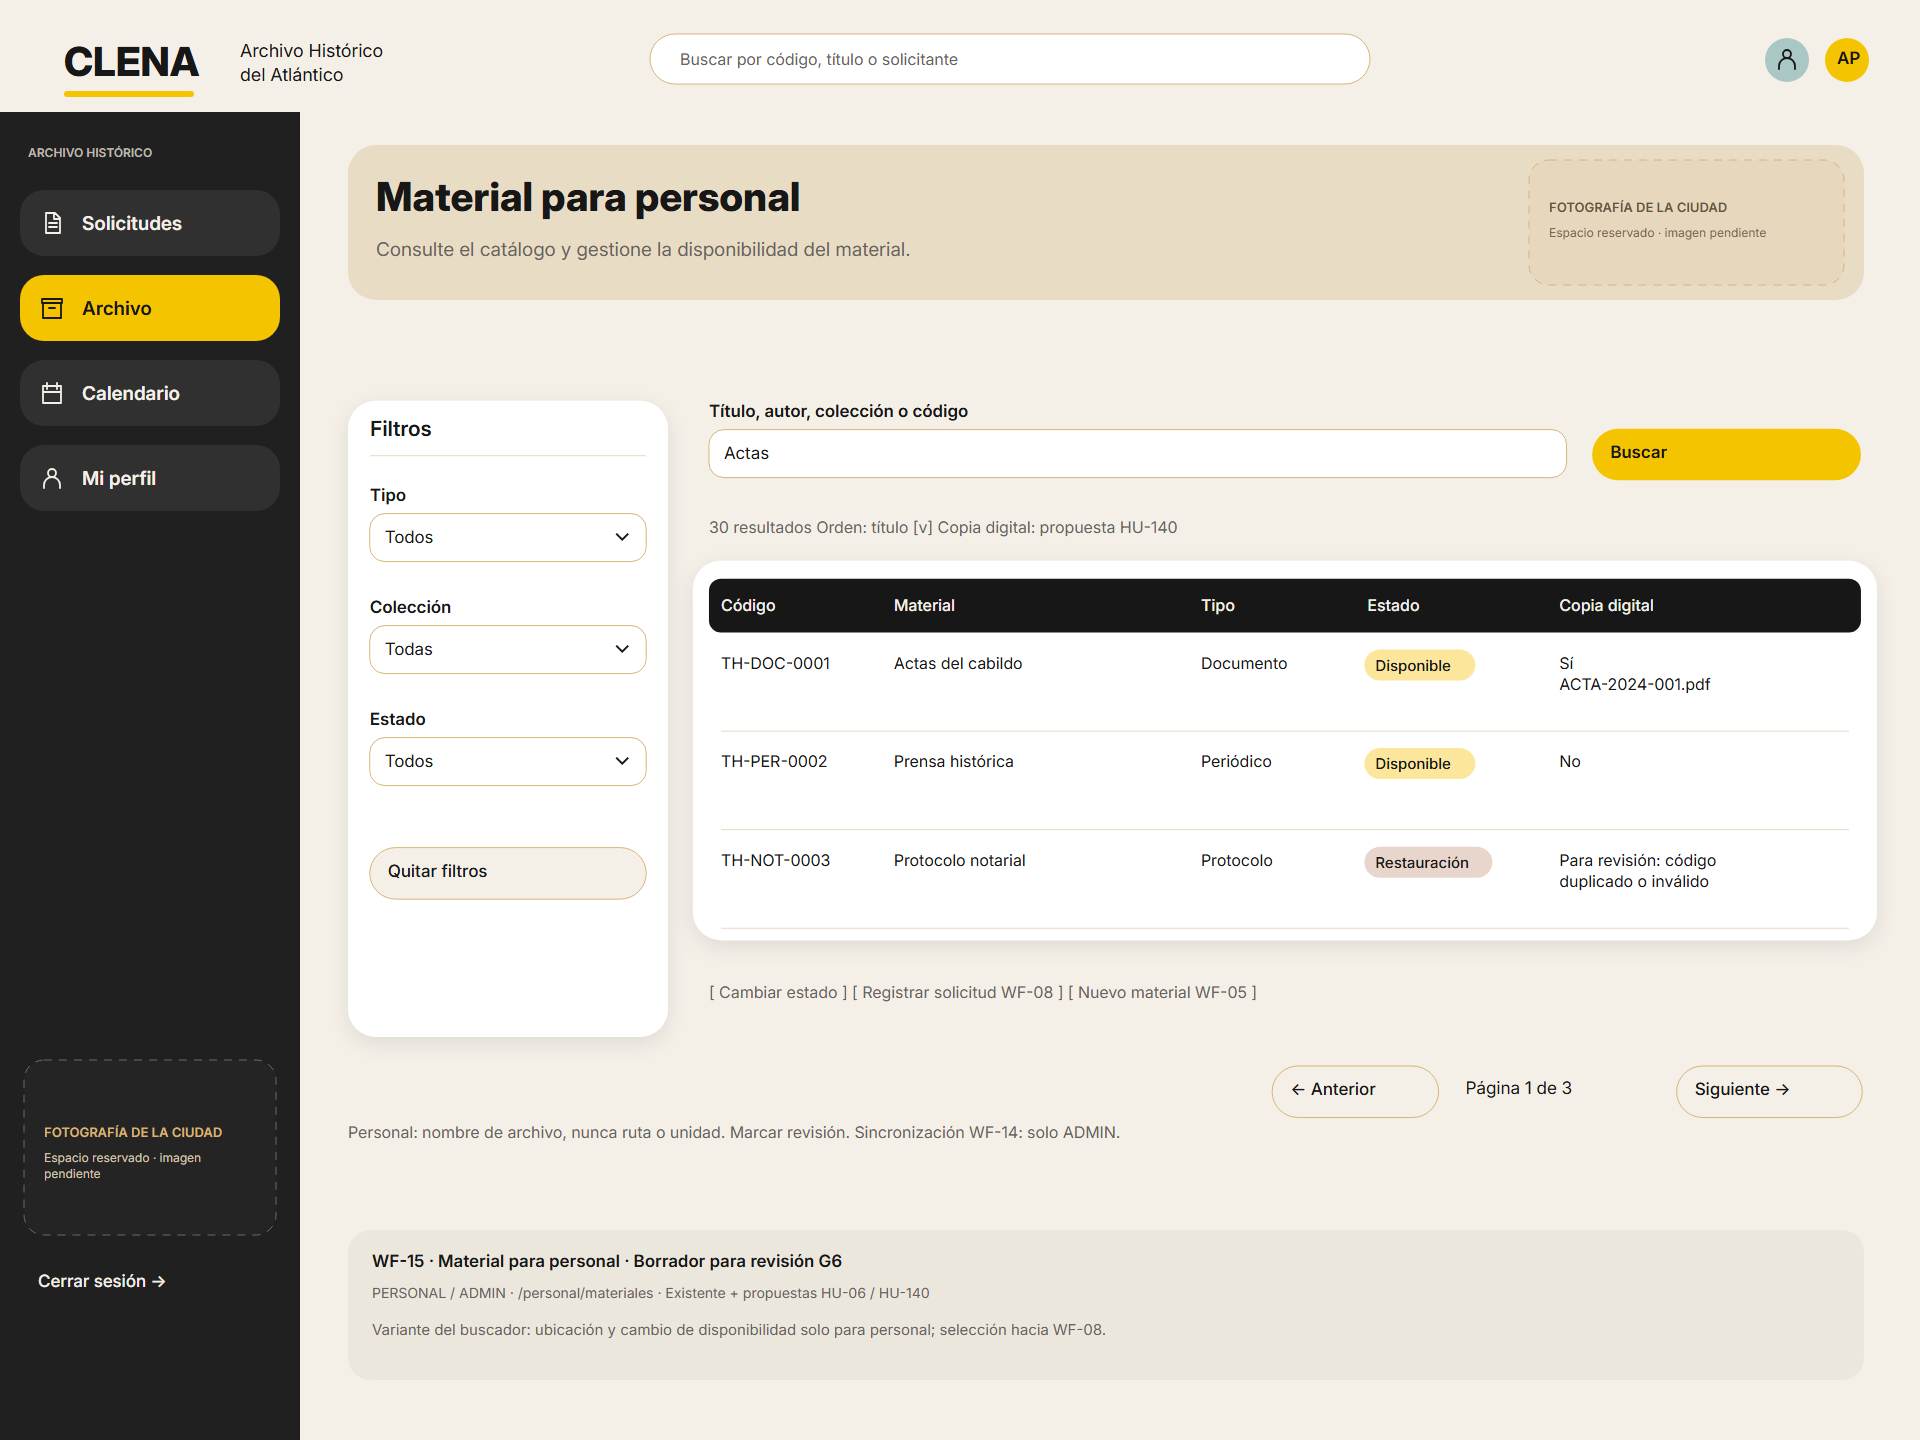 CLENA
Archivo Histórico
del Atlántico
Buscar por código, título o solicitante
AP
ARCHIVO HISTÓRICO
Solicitudes
Archivo
Calendario
Mi perfil
FOTOGRAFÍA DE LA CIUDAD
Espacio reservado · imagen
pendiente
Cerrar sesión →
Material para personal
Consulte el catálogo y gestione la disponibilidad del material.
FOTOGRAFÍA DE LA CIUDAD
Espacio reservado · imagen pendiente
Filtros
Tipo
Todos
Colección
Todas
Estado
Todos
Quitar filtros
Título, autor, colección o código
Actas
Buscar
30 resultados Orden: título [v] Copia digital: propuesta HU-140
Código Material Tipo Estado Copia digital
TH-DOC-0001 Actas del cabildo Documento Disponible Sí
ACTA-2024-001.pdf
TH-PER-0002 Prensa histórica Periódico Disponible No
TH-NOT-0003 Protocolo notarial Protocolo Restauración Para revisión: código
duplicado o inválido
[ Cambiar estado ] [ Registrar solicitud WF-08 ] [ Nuevo material WF-05 ]
← Anterior Página 1 de 3 Siguiente →
Personal: nombre de archivo, nunca ruta o unidad. Marcar revisión. Sincronización WF-14: solo ADMIN.
WF-15 · Material para personal · Borrador para revisión G6
PERSONAL / ADMIN · /personal/materiales · Existente + propuestas HU-06 / HU-140
Variante del buscador: ubicación y cambio de disponibilidad solo para personal; selección hacia WF-08.